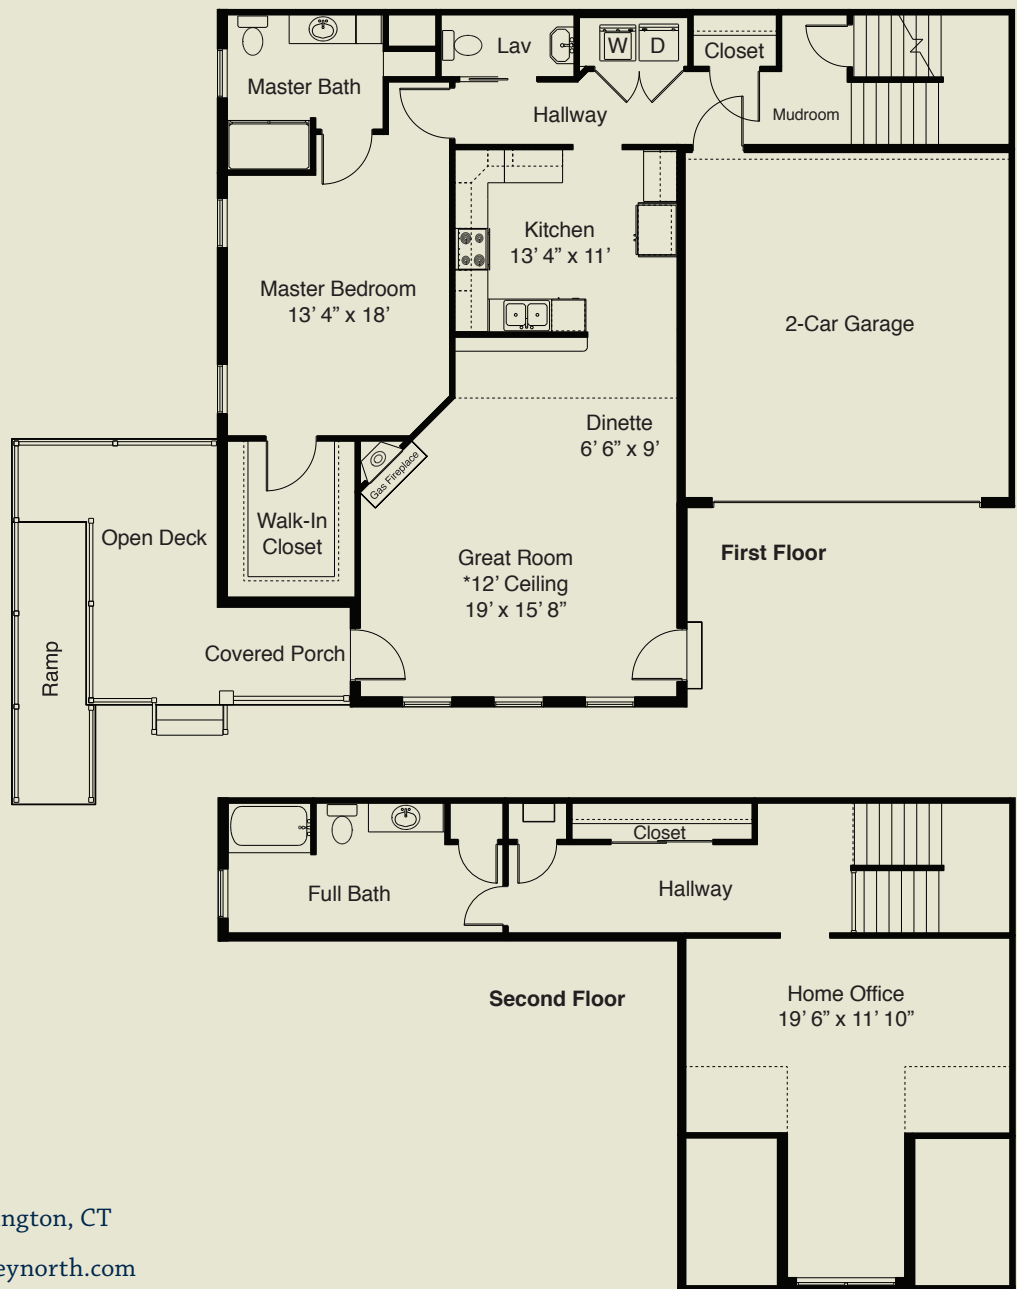 Lav
W
D
Closet
Master Bath
Hallway
Mudroom
Kitchen
13’ 4” x 11’
Master Bedroom
13’ 4” x 18’
2-Car Garage
Dinette
6’ 6” x 9’
Gas Fireplace
Walk-In
Closet
Open Deck
First Floor
Great Room
*12’ Ceiling
19’ x 15’ 8”
Covered Porch
Ramp
Closet
Full Bath
Hallway
Second Floor
Home Office
19’ 6” x 11’ 10”
ngton, CT
eynorth.com